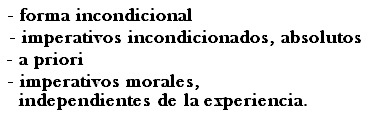 - forma incondicional
- imperativos incondicionados, absolutos
- a priori
- imperativos morales,
independientes de la experiencia.